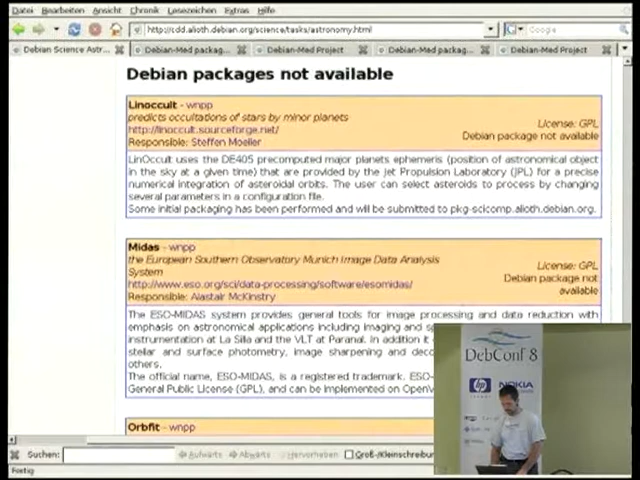 Datei Bearbeiten Ansicht Chronik Lesezeichen Extras Hilfe
http://cdd.alioth.debian.org/science/tasks/astronomy.html
Google
Debian Science Astr...
Debian-Med packag...
Debian-Med Project
Debian-Med packag...
Debian-Med Project
Debian packages not available
Linoccult - wnpp
predicts occultations of stars by minor planets
http://linoccult.sourceforge.net/
Responsible: Steffen Moeller
License: GPL
Debian package not available
LinOccult uses the DE405 precomputed major planets ephemeris (position of astronomical object
in the sky at a given time) that are provided by the Jet Propulsion Laboratory (JPL) for a precise
numerical integration of asteroidal orbits. The user can select asteroids to process by changing
several parameters in a configuration file.
Some initial packaging has been performed and will be submitted to pkg-scicomp.alioth.debian.org.
Midas - wnpp
the European Southern Observatory Munich Image Data Analysis
System
http://www.eso.org/sci/data-processing/software/esomidas/
Responsible: Alastair McKinstry
License: GPL
Debian package not
available
The ESO-MIDAS system provides general tools for image processing and data reduction with
emphasis on astronomical applications including imaging and sp
instrumentation at La Silla and the VLT at Paranal. In addition it
stellar and surface photometry, image sharpening and deco
others.
The official name, ESO-MIDAS, is a registered trademark. ESO-
General Public License (GPL), and can be implemented on OpenV
Orbfit - wnpp
DebConf 8
hp
NOKIA
Suchen:
Aufwärts
Abwärts
Hervorheben
Groß-/Kleinschreibun
Fertig